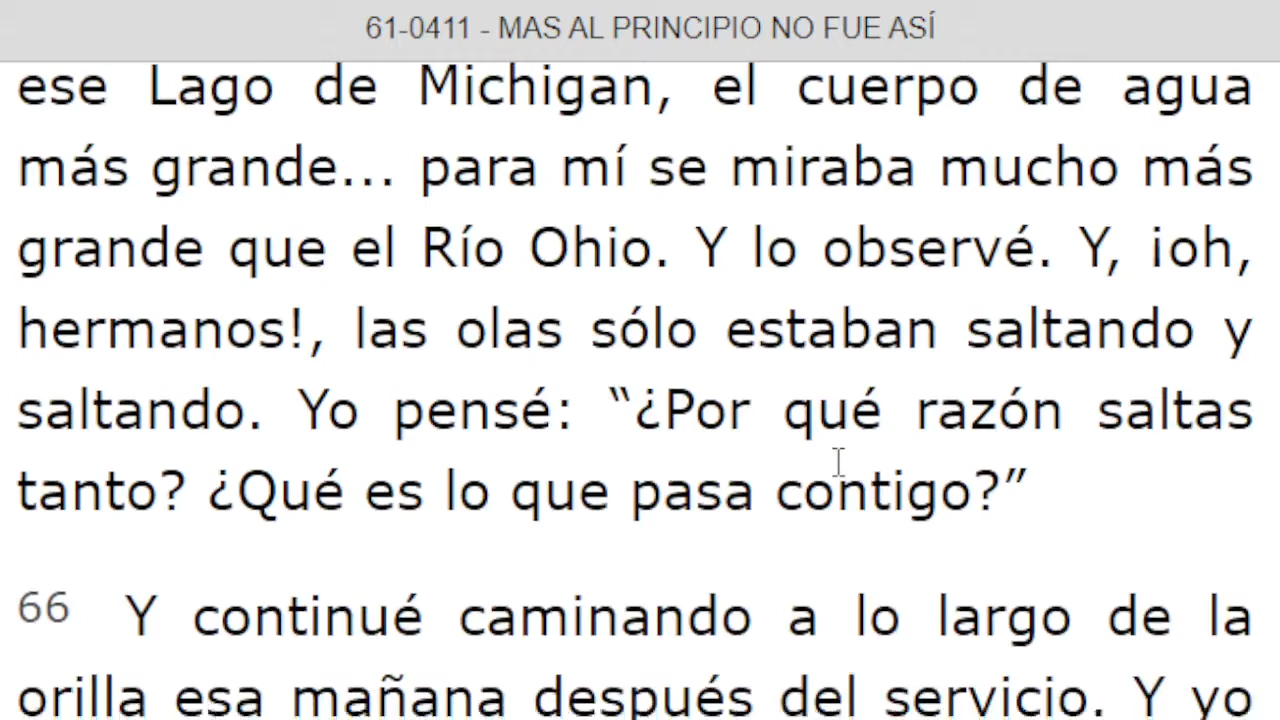 61-0411 - MAS AL PRINCIPIO NO FUE ASÍ
ese Lago de Michigan, el cuerpo de agua
más grande... para mí se miraba mucho más
grande que el Río Ohio. Y lo observé. Y, ¡oh,
hermanos!, las olas sólo estaban saltando y
saltando. Yo pensé: “¿Por qué razón saltas
tanto? ¿Qué es lo que pasa contigo?”
66 Y continué caminando a lo largo de la
orilla esa mañana después del servicio. Y yo